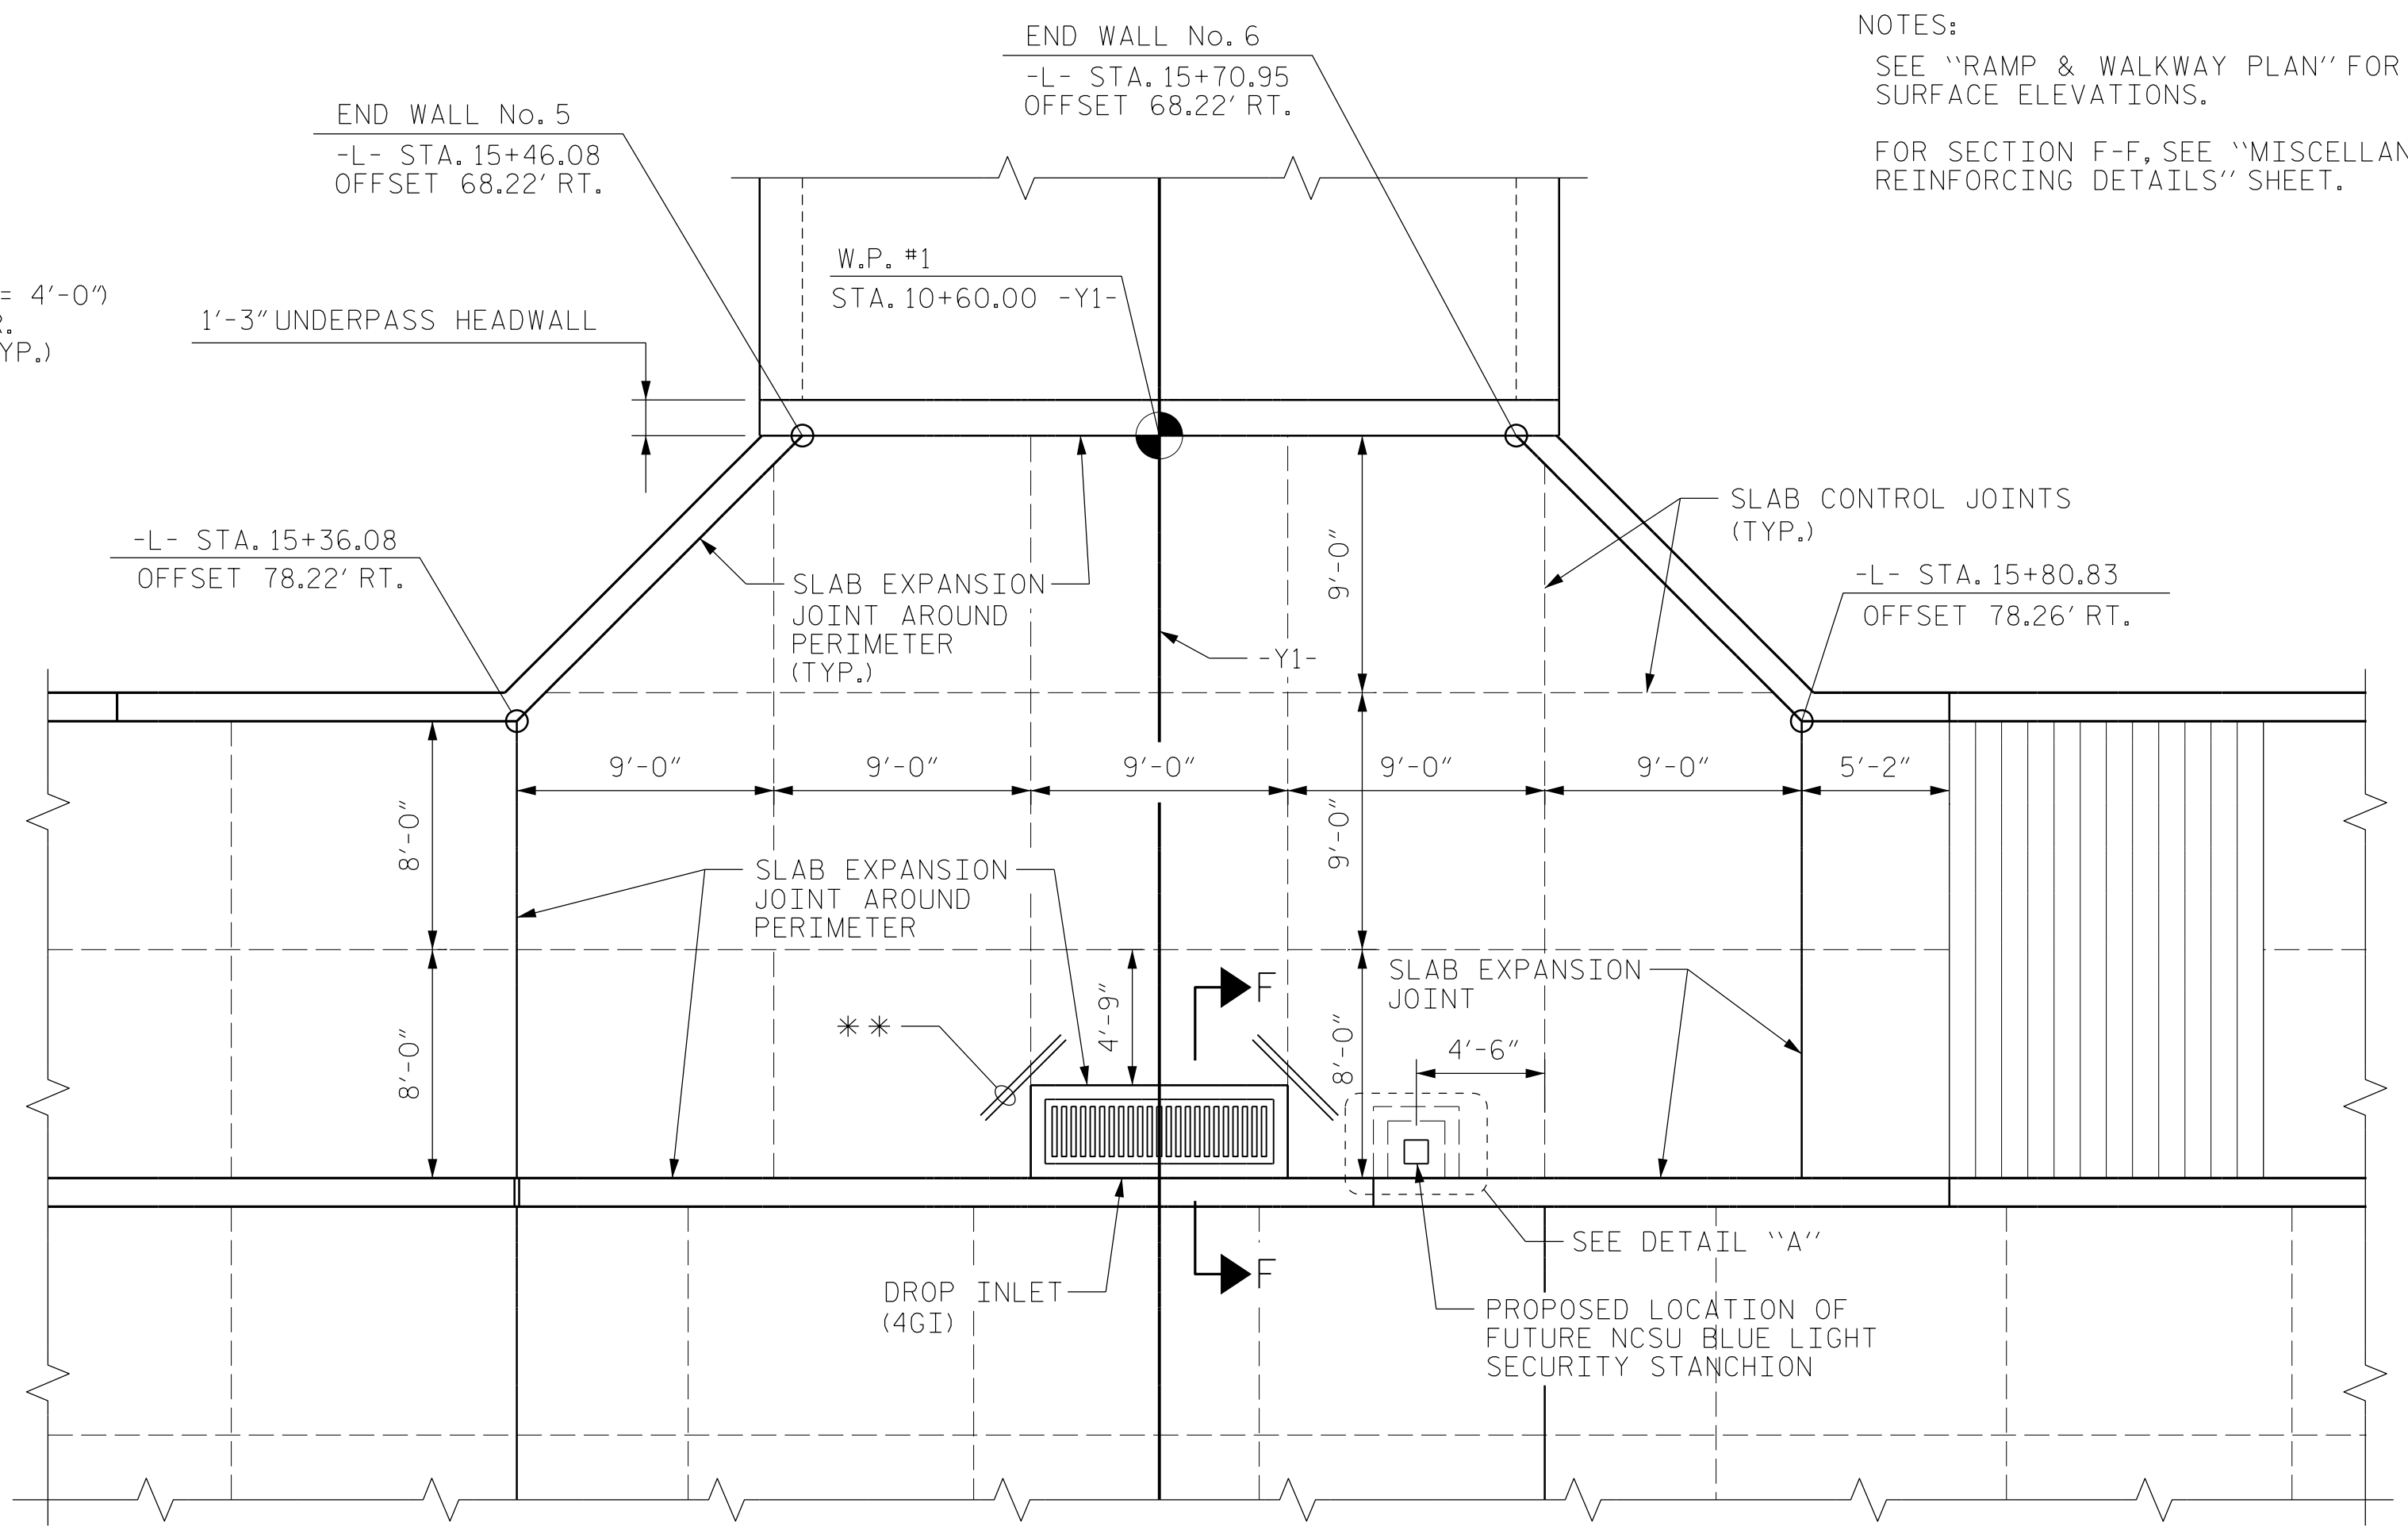 END WALL No. 6
-L- STA. 15+70.95
OFFSET 68.22' RT.
NOTES:
SEE "RAMP & WALKWAY PLAN" FOR
SURFACE ELEVATIONS.
FOR SECTION F-F, SEE "MISCELLAN
REINFORCING DETAILS" SHEET.
END WALL No. 5
-L- STA. 15+46.08
OFFSET 68.22' RT.
W.P. #1
STA. 10+60.00 -Y1-
= 4'-0")
R.
YP.)
1'-3" UNDERPASS HEADWALL
-L- STA. 15+36.08
OFFSET 78.22' RT.
SLAB CONTROL JOINTS
(TYP.)
9'-0"
SLAB EXPANSION
JOINT AROUND
PERIMETER
(TYP.)
-Y1-
-L- STA. 15+80.83
OFFSET 78.26' RT.
9'-0"
9'-0"
9'-0"
9'-0"
9'-0"
5'-2"
8'-0"
9'-0"
SLAB EXPANSION
JOINT AROUND
PERIMETER
F
SLAB EXPANSION
JOINT
**
4'-9"
8'-0"
8'-0"
4'-6"
SEE DETAIL "A"
F
DROP INLET
(4GI)
PROPOSED LOCATION OF
FUTURE NCSU BLUE LIGHT
SECURITY STANCHION